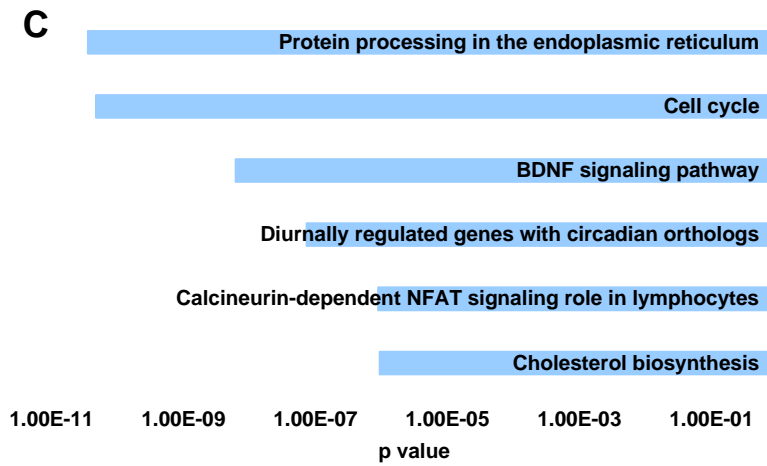 C
Protein processing in the endoplasmic reticulum
Cell cycle
BDNF signaling pathway
Diurnally regulated genes with circadian orthologs
Calcineurin-dependent NFAT signaling role in lymphocytes
Cholesterol biosynthesis
1.00E-11 1.00E-09 1.00E-07 1.00E-05 1.00E-03 1.00E-01
p value